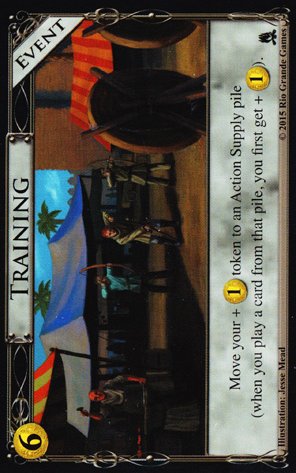 EVENT
TRAINING
6
Move your + 1 token to an Action Supply pile
(when you play a card from that pile, you first get + 1 ).
Illustration: Jesse Mead
© 2015 Rio Grande Games